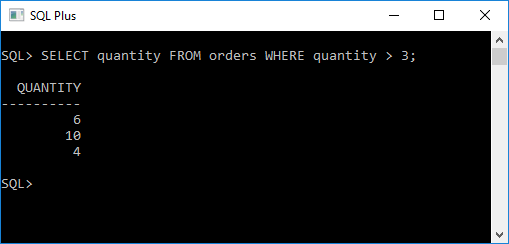 SQL Plus
SQL> SELECT quantity FROM orders WHERE quantity > 3;
QUANTITY
----------
6
10
4
SQL>